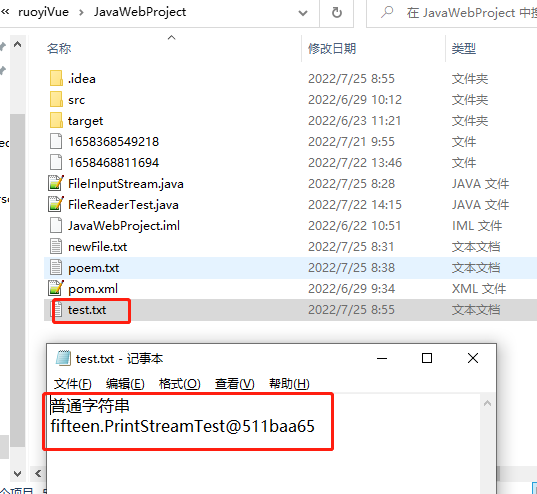 « ruoyiVue › JavaWebProject
在 JavaWebProject 中搜
名称 修改日期 类型
.idea 2022/7/25 8:55 文件夹
src 2022/6/29 10:12 文件夹
target 2022/6/23 11:21 文件夹
1658368549218 2022/7/21 9:55 文件
1658468811694 2022/7/22 13:46 文件
FileInputStream.java 2022/7/25 8:28 JAVA 文件
FileReaderTest.java 2022/7/22 14:15 JAVA 文件
JavaWebProject.iml 2022/6/22 10:51 IML 文件
newFile.txt 2022/7/25 8:31 文本文档
poem.txt 2022/7/25 8:38 文本文档
pom.xml 2022/6/29 9:34 XML 文件
test.txt 2022/7/25 8:55 文本文档
test.txt - 记事本
文件(F) 编辑(E) 格式(O) 查看(V) 帮助(H)
普通字符串
fifteen.PrintStreamTest@511baa65